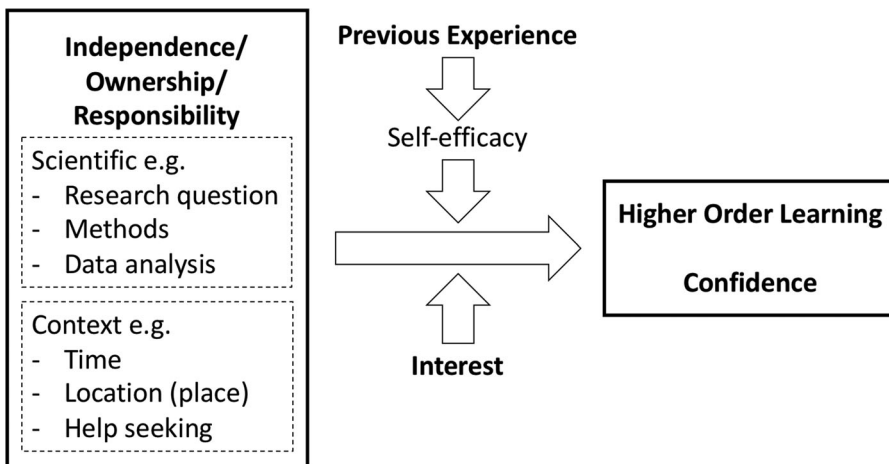 Independence/
Ownership/
Responsibility
Scientific e.g.
- Research question
- Methods
- Data analysis
Context e.g.
- Time
- Location (place)
- Help seeking
Previous Experience
Self-efficacy
Interest
Higher Order Learning
Confidence